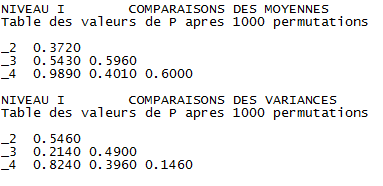 NIVEAU I COMPARAISONS DES MOYENNES
Table des valeurs de P apres 1000 permutations
_2 0.3720
_3 0.5430 0.5960
_4 0.9890 0.4010 0.6000
NIVEAU I COMPARAISONS DES VARIANCES
Table des valeurs de P apres 1000 permutations
_2 0.5460
_3 0.2140 0.4900
_4 0.8240 0.3960 0.1460